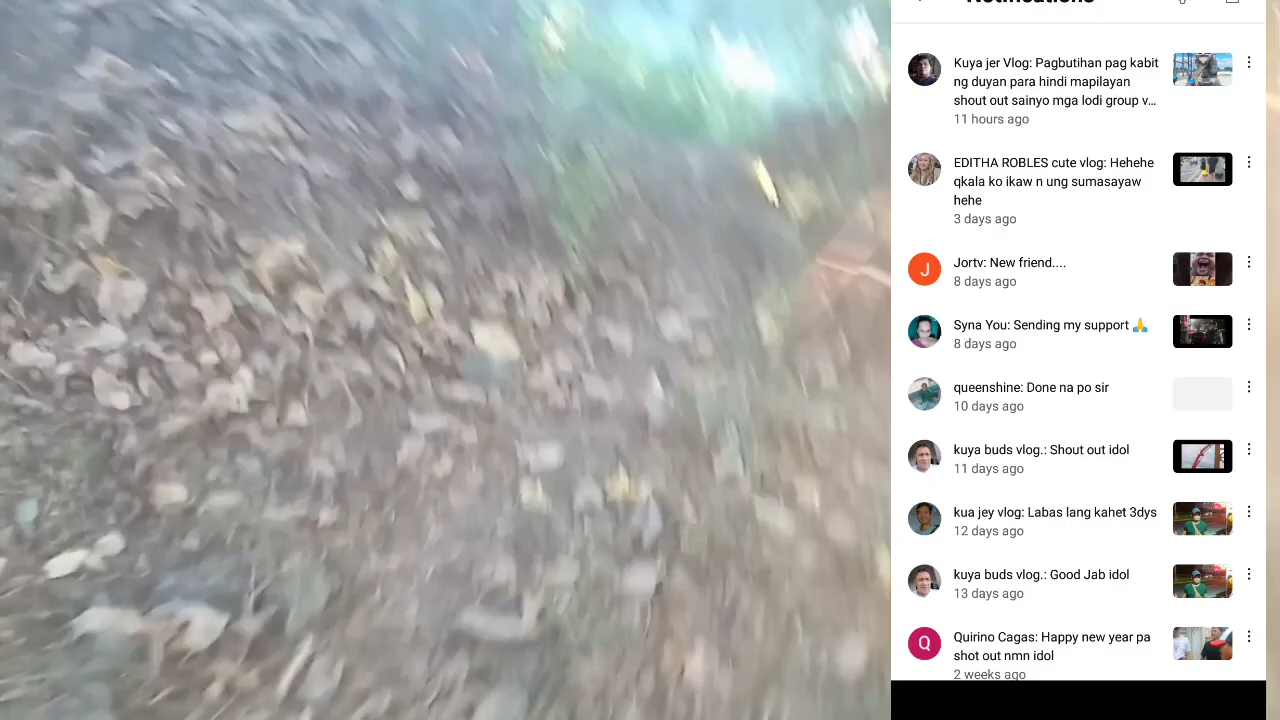 Notifications
Kuya jer Vlog: Pagbutihan pag kabit
ng duyan para hindi mapilayan
shout out sainyo mga lodi group v...
11 hours ago
EDITHA ROBLES cute vlog: Hehehe
qkala ko ikaw n ung sumasayaw
hehe
3 days ago
J
Jortv: New friend....
8 days ago
Syna You: Sending my support 🙏
8 days ago
queenshine: Done na po sir
10 days ago
kuya buds vlog.: Shout out idol
11 days ago
kua jey vlog: Labas lang kahet 3dys
12 days ago
kuya buds vlog.: Good Jab idol
13 days ago
Q
Quirino Cagas: Happy new year pa
shot out nmn idol
2 weeks ago